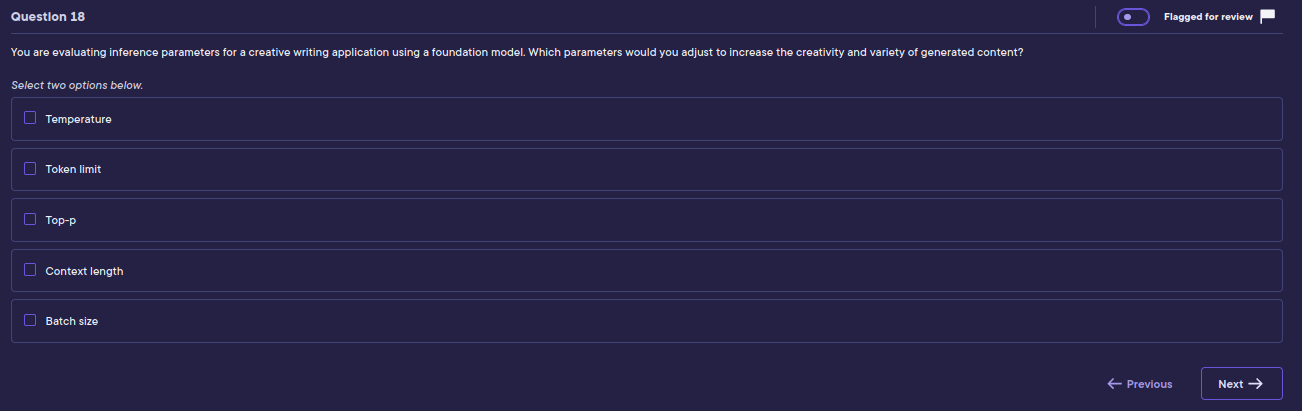 Question 18
Flagged for review
You are evaluating inference parameters for a creative writing application using a foundation model. Which parameters would you adjust to increase the creativity and variety of generated content?
Select two options below.
Temperature
Token limit
Top-p
Context length
Batch size
Previous
Next